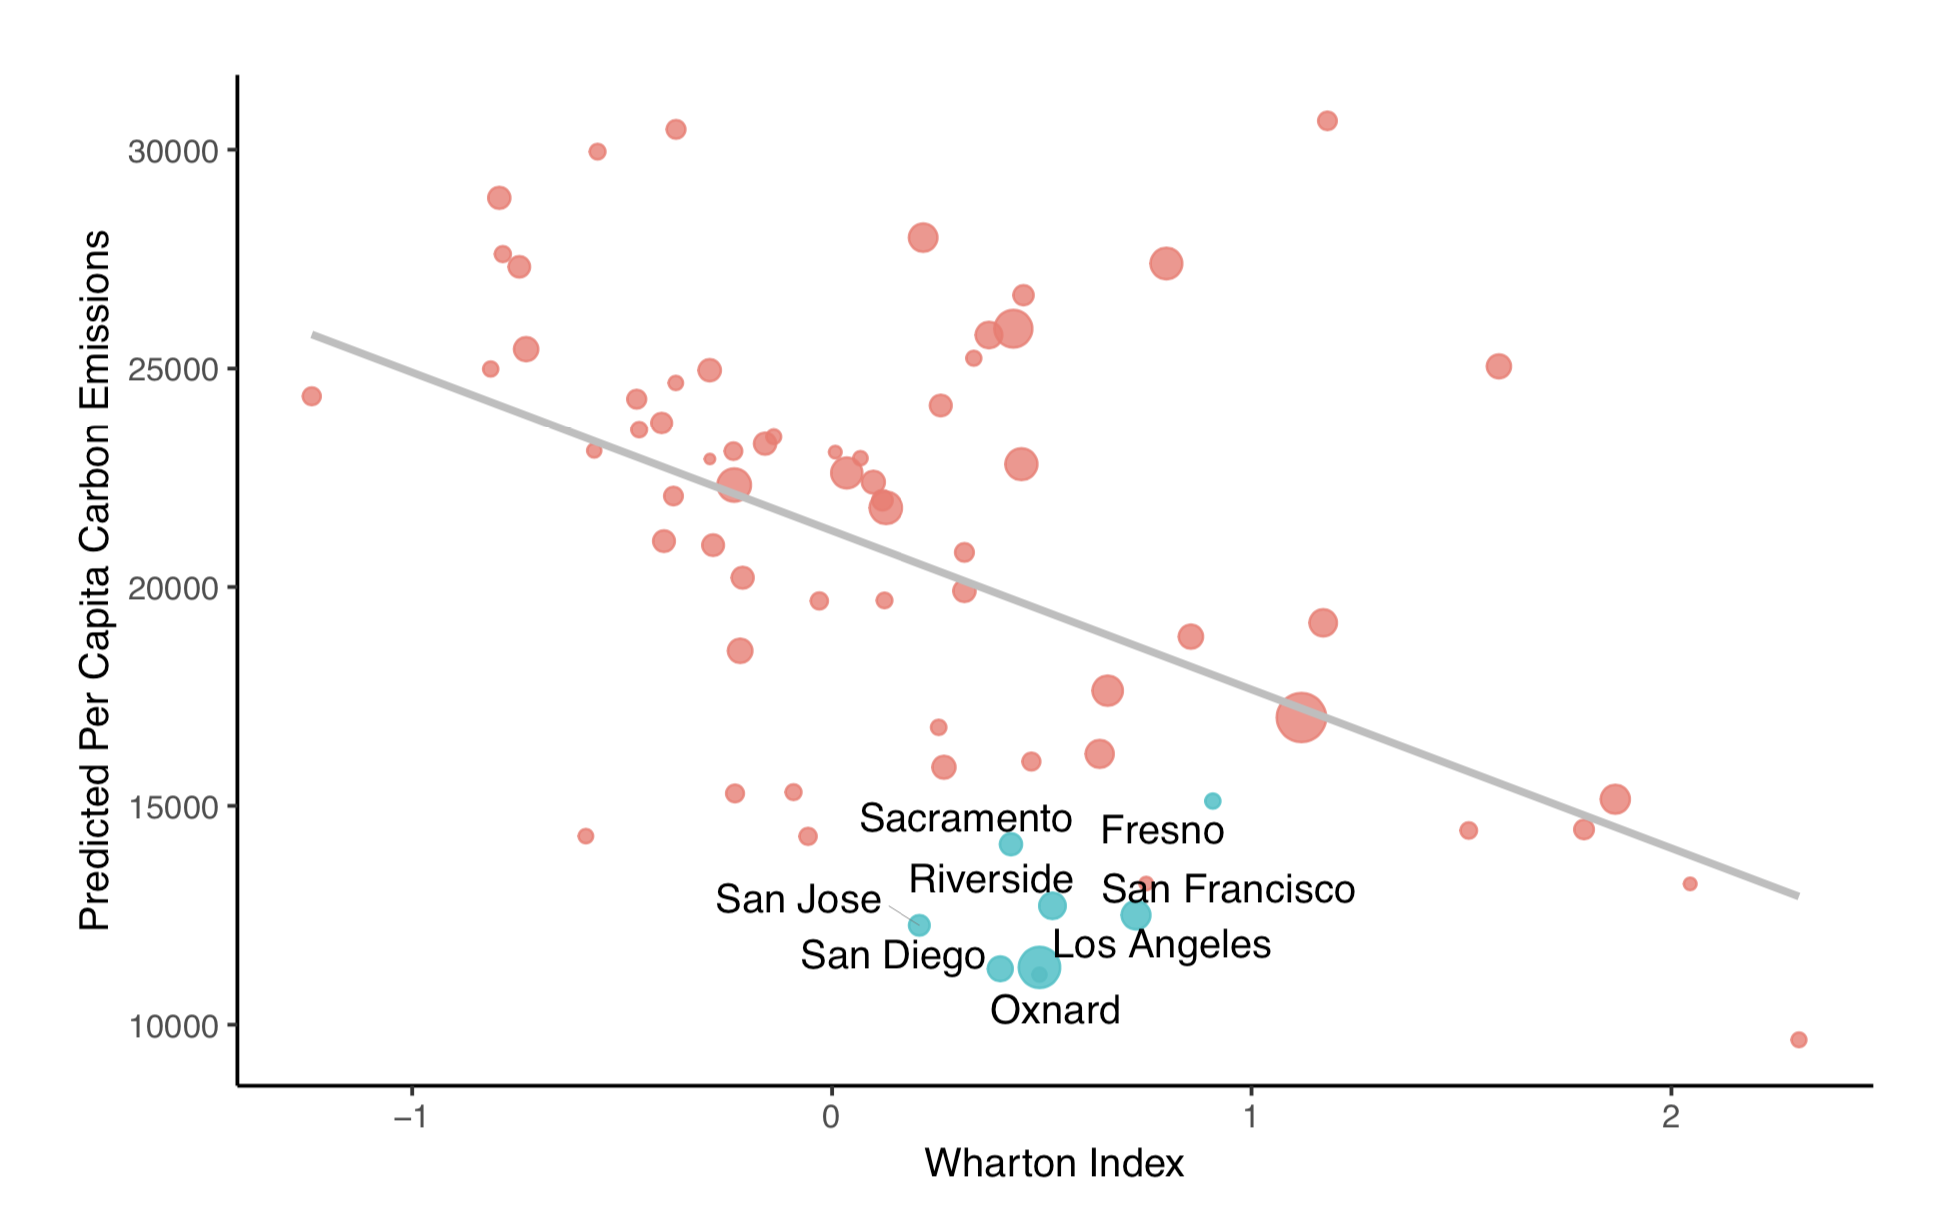 Predicted Per Capita Carbon Emissions
30000
25000
20000
15000
10000
Sacramento
Fresno
Riverside
San Francisco
San Jose
Los Angeles
San Diego
Oxnard
−1
0
1
2
Wharton Index